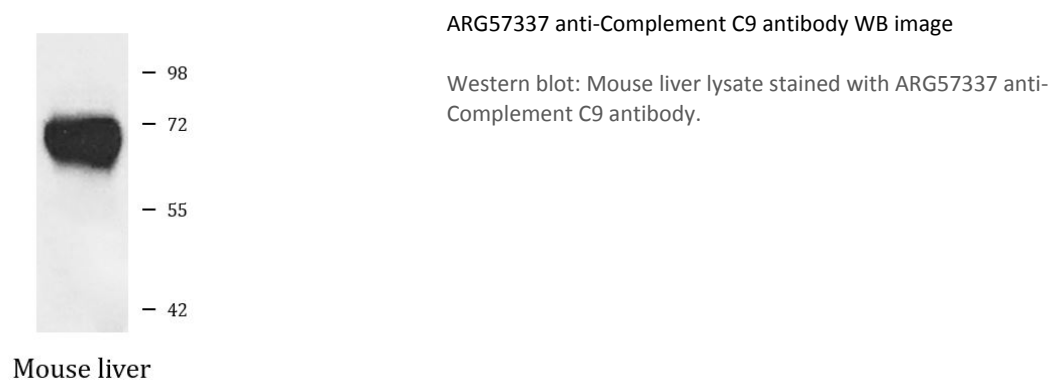 ARG57337 anti-Complement C9 antibody WB image
Western blot: Mouse liver lysate stained with ARG57337 anti-
Complement C9 antibody.
– 98
– 72
– 55
– 42
Mouse liver